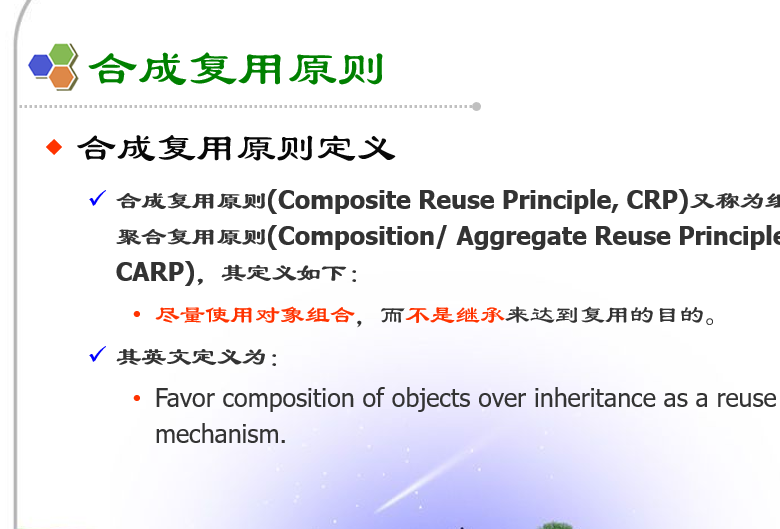 合成复用原则
合成复用原则定义
合成复用原则(Composite Reuse Principle, CRP)又称为组
聚合复用原则(Composition/ Aggregate Reuse Principle
CARP)，其定义如下：
尽量使用对象组合，而不是继承来达到复用的目的。
其英文定义为：
Favor composition of objects over inheritance as a reuse
mechanism.